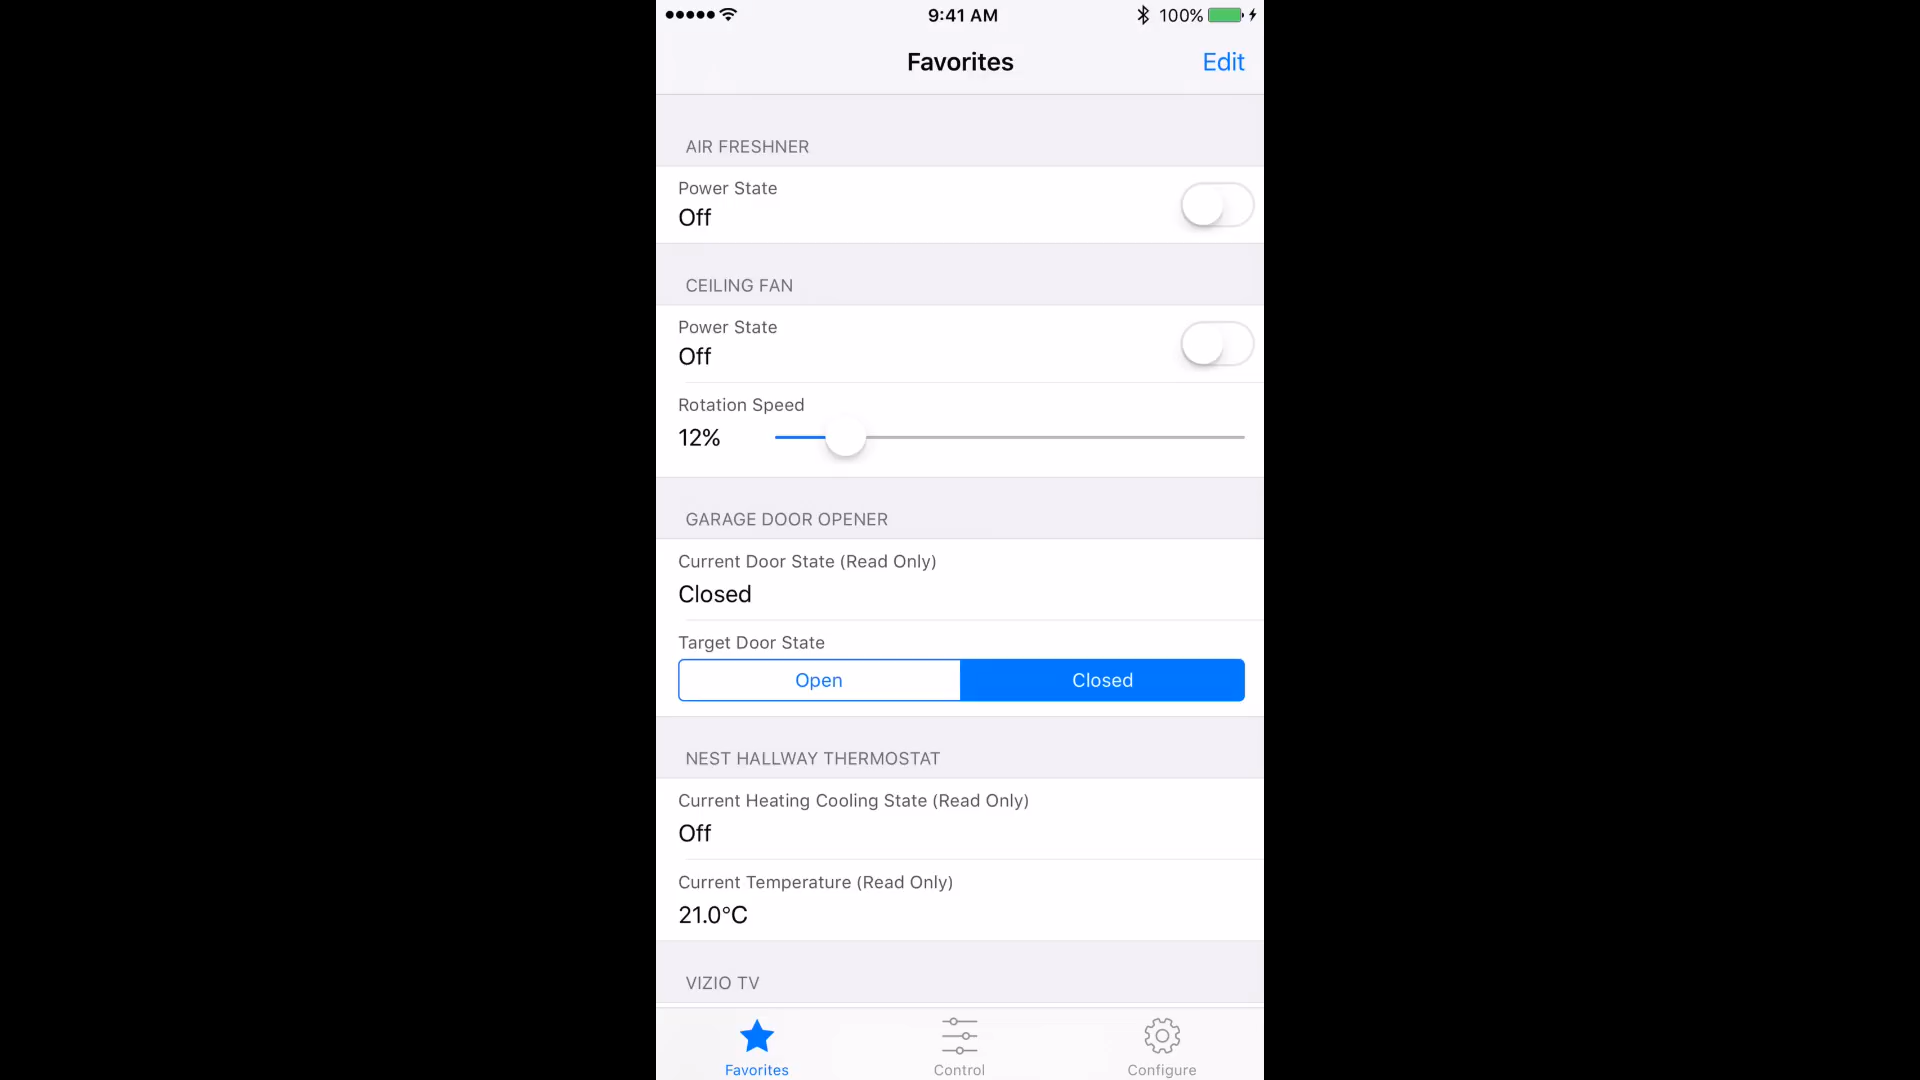 9:41 AM
100%
Favorites
Edit
AIR FRESHNER
Power State
Off
CEILING FAN
Power State
Off
Rotation Speed
12%
GARAGE DOOR OPENER
Current Door State (Read Only)
Closed
Target Door State
Open
Closed
NEST HALLWAY THERMOSTAT
Current Heating Cooling State (Read Only)
Off
Current Temperature (Read Only)
21.0°C
VIZIO TV
Favorites
Control
Configure